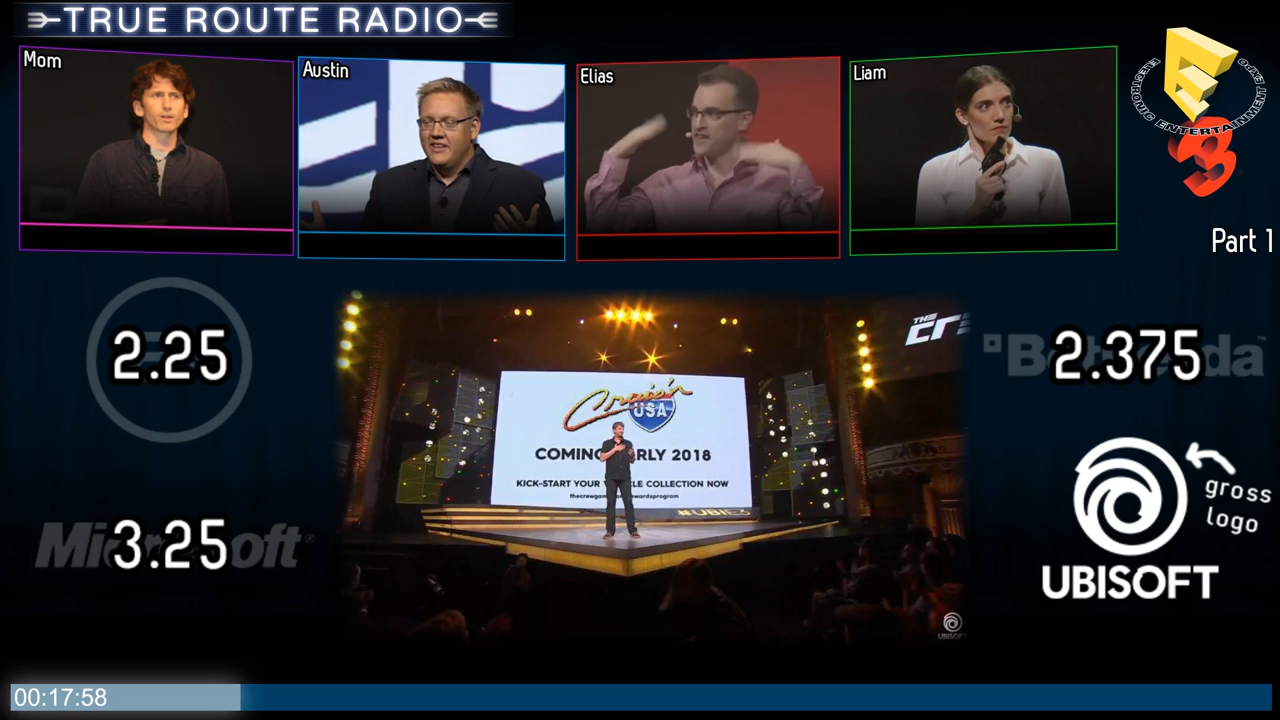 TRUE ROUTE RADIO
Mom
Austin
Elias
Liam
E3
ELECTRONIC ENTERTAINMENT EXPO
Part 1
2.25
THE
Cruis'n
USA
COMING EARLY 2018
KICK-START YOUR
COLLECTION NOW
#UBIE3
UBISOFT
2.375
Bethesda
3.25
Microsoft
gross
logo
UBISOFT
00:17:58